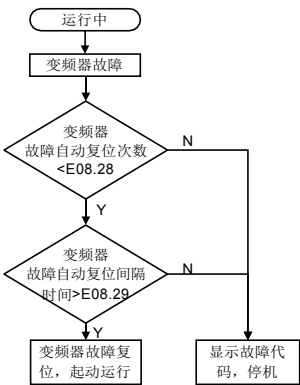 运行中
变频器故障
变频器
故障自动复位次数
<E08.28
N
Y
变频器
故障自动复位间隔
时间>E08.29
N
Y
变频器故障复
位，起动运行
显示故障代
码，停机